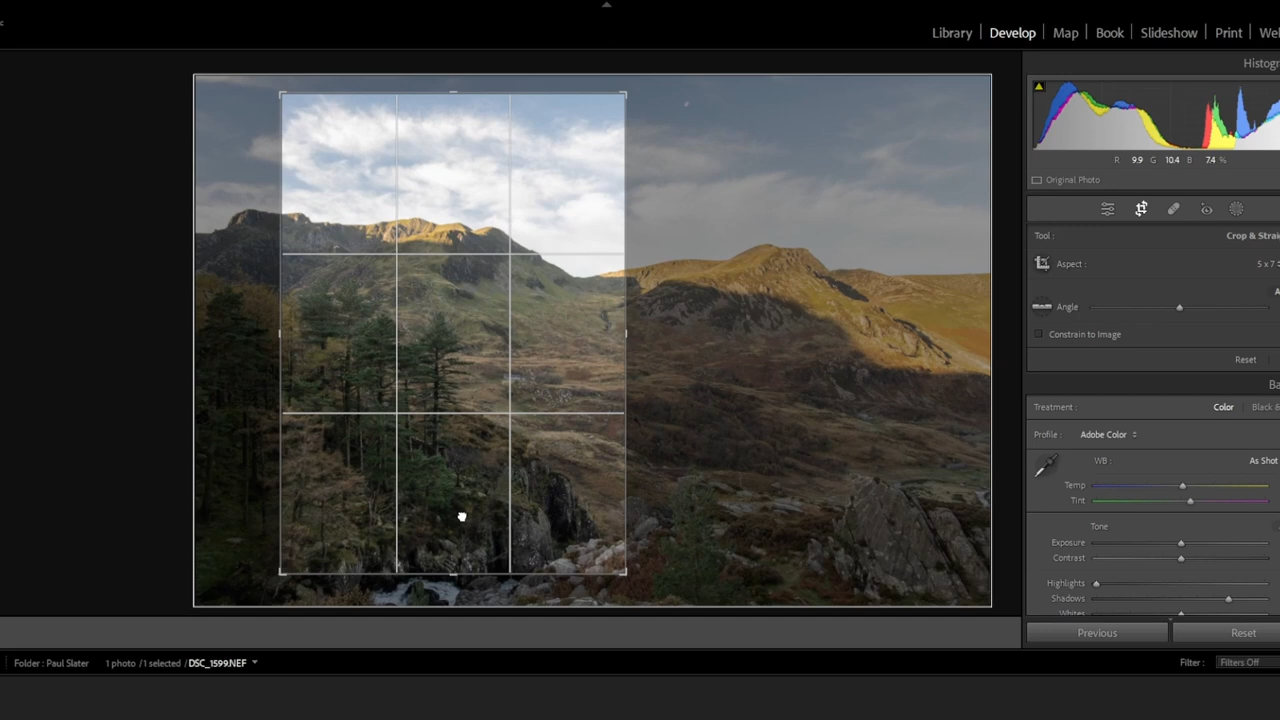 Library | Develop | Map | Book | Slideshow | Print |
Histogr
R 9.9 G 10.4 B 7.4 %
Original Photo
Tool : Crop & Strai
Aspect : 5 x 7
Angle
Constrain to Image
Reset
Treatment : Color | Black &
Profile : Adobe Color
WB : As Shot
Temp
Tint
Tone
Exposure
Contrast
Highlights
Shadows
Whites
Previous Reset
Folder : Paul Slater 1 photo / 1 selected / DSC_1599.NEF Filter : Filters Off